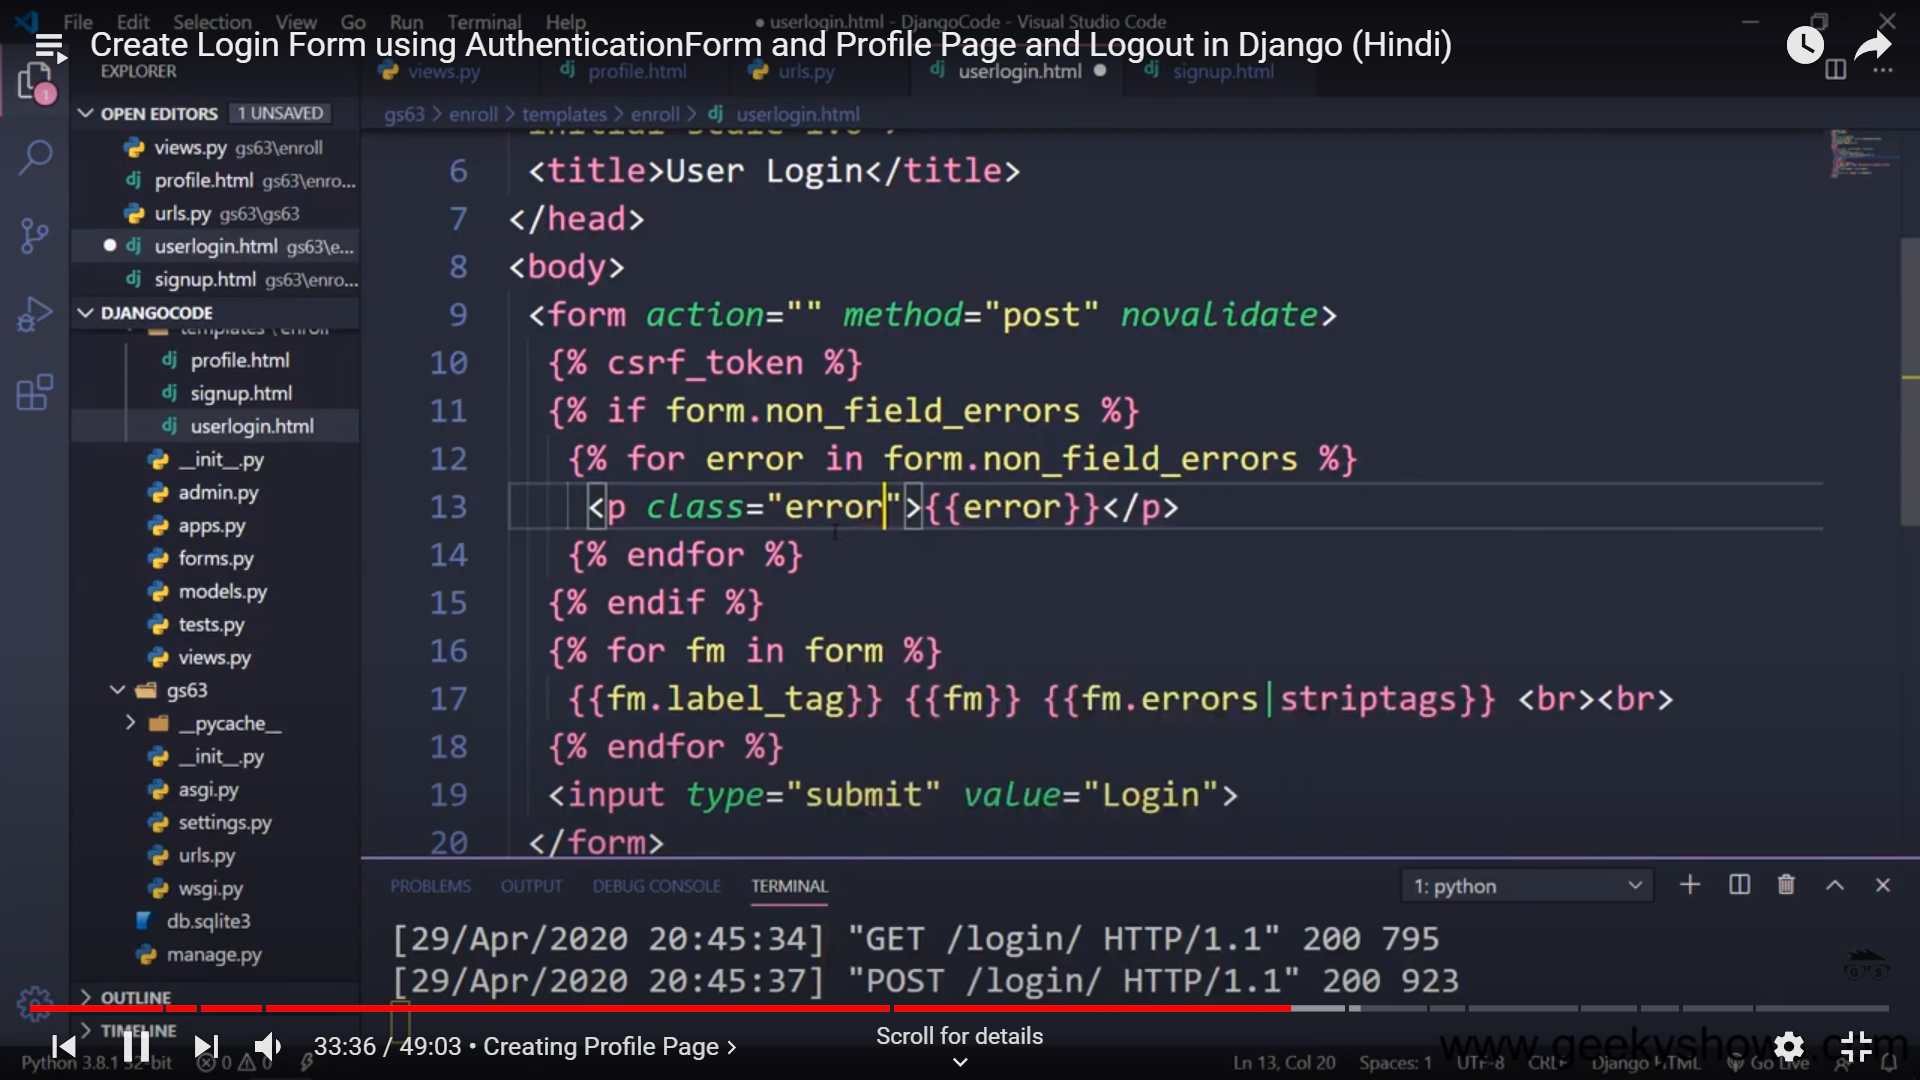 File Edit Selection View Go Run Terminal Help
● userlogin.html - DjangoCode - Visual Studio Code
Create Login Form using AuthenticationForm and Profile Page and Logout in Django (Hindi)
EXPLORER
1
views.py
profile.html
urls.py
userlogin.html
signup.html
OPEN EDITORS 1 UNSAVED
views.py gs63\enroll
profile.html gs63\enro...
urls.py gs63\gs63
userlogin.html gs63\e...
signup.html gs63\enro...
DJANGOCODE
templates \ enroll
profile.html
signup.html
userlogin.html
__init__.py
admin.py
apps.py
forms.py
models.py
tests.py
views.py
gs63
__pycache__
__init__.py
asgi.py
settings.py
urls.py
wsgi.py
db.sqlite3
manage.py
OUTLINE
TIMELINE
gs63 > enroll > templates > enroll > userlogin.html
initial-scale=1.0">
6 <title>User Login</title>
7 </head>
8 <body>
9 <form action="" method="post" novalidate>
10 {% csrf_token %}
11 {% if form.non_field_errors %}
12 {% for error in form.non_field_errors %}
13 <p class="error">{{error}}</p>
14 {% endfor %}
15 {% endif %}
16 {% for fm in form %}
17 {{fm.label_tag}} {{fm}} {{fm.errors|striptags}} <br><br>
18 {% endfor %}
19 <input type="submit" value="Login">
20 </form>
PROBLEMS OUTPUT DEBUG CONSOLE TERMINAL
1: python
[29/Apr/2020 20:45:34] "GET /login/ HTTP/1.1" 200 795
[29/Apr/2020 20:45:37] "POST /login/ HTTP/1.1" 200 923
GS
33:36 / 49:03 • Creating Profile Page >
Scroll for details
Python 3.8.1 32-bit
0 0
Ln 13, Col 20 Spaces: 1 UTF-8 CRLF Django HTML Go Live